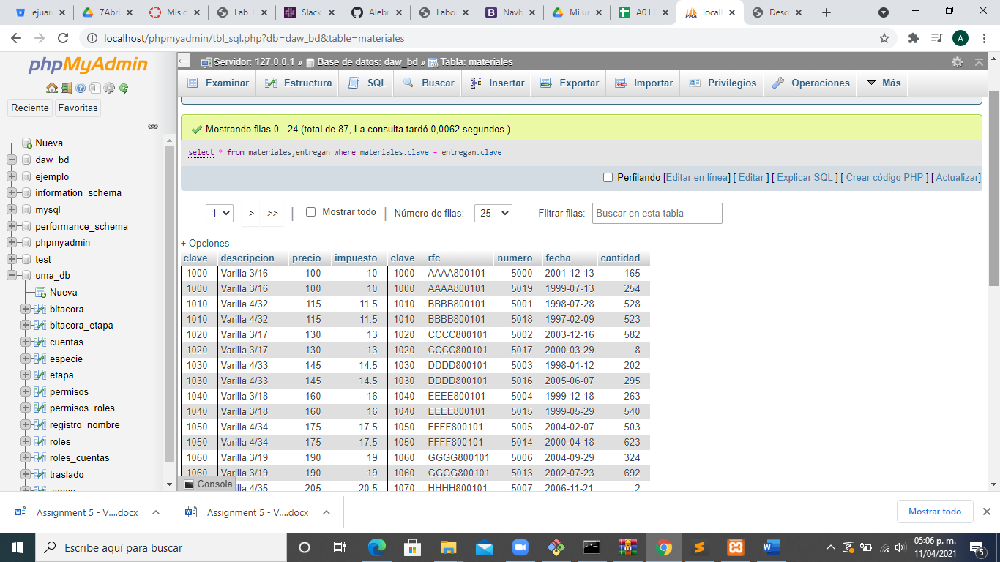 ejuan
7Abri
Mis c
Lab 1
Slack
Alebr
Labo
Navb
Mi un
A011
locall
Desca
localhost/phpmyadmin/tbl_sql.php?db=daw_bd&table=materiales
A
phpMyAdmin
Reciente Favoritas
Nueva
daw_bd
ejemplo
information_schema
mysql
performance_schema
phpmyadmin
test
uma_db
Nueva
bitacora
bitacora_etapa
cuentas
especie
etapa
permisos
permisos_roles
registro_nombre
roles
roles_cuentas
traslado
Servidor: 127.0.0.1 » Base de datos: daw_bd » Tabla: materiales
Examinar Estructura SQL Buscar Insertar Exportar Importar Privilegios Operaciones Más
Mostrando filas 0 - 24 (total de 87, La consulta tardó 0,0062 segundos.)
select * from materiales,entregan where materiales.clave = entregan.clave
Perfilando [Editar en línea] [ Editar ] [ Explicar SQL ] [ Crear código PHP ] [ Actualizar]
1 > >> | Mostrar todo | Número de filas: 25 Filtrar filas: Buscar en esta tabla
+ Opciones
clave descripcion precio impuesto clave rfc numero fecha cantidad
1000 Varilla 3/16 100 10 1000 AAAA800101 5000 2001-12-13 165
1000 Varilla 3/16 100 10 1000 AAAA800101 5019 1999-07-13 254
1010 Varilla 4/32 115 11.5 1010 BBBB800101 5001 1998-07-28 528
1010 Varilla 4/32 115 11.5 1010 BBBB800101 5018 1997-02-09 523
1020 Varilla 3/17 130 13 1020 CCCC800101 5002 2003-12-16 582
1020 Varilla 3/17 130 13 1020 CCCC800101 5017 2000-03-29 8
1030 Varilla 4/33 145 14.5 1030 DDDD800101 5003 1998-01-12 202
1030 Varilla 4/33 145 14.5 1030 DDDD800101 5016 2005-06-07 295
1040 Varilla 3/18 160 16 1040 EEEE800101 5004 1999-12-18 263
1040 Varilla 3/18 160 16 1040 EEEE800101 5015 1999-05-29 540
1050 Varilla 4/34 175 17.5 1050 FFFF800101 5005 2004-02-07 503
1050 Varilla 4/34 175 17.5 1050 FFFF800101 5014 2000-04-18 623
1060 Varilla 3/19 190 19 1060 GGGG800101 5006 2004-09-29 324
1060 Varilla 3/19 190 19 1060 GGGG800101 5013 2002-07-23 692
illa 4/35 205 20.5 1070 HHHH800101 5007 2006-11-21 2
Consola
Assignment 5 - V....docx
Assignment 5 - V....docx
Mostrar todo
Escribe aquí para buscar
05:06 p. m.
11/04/2021
5